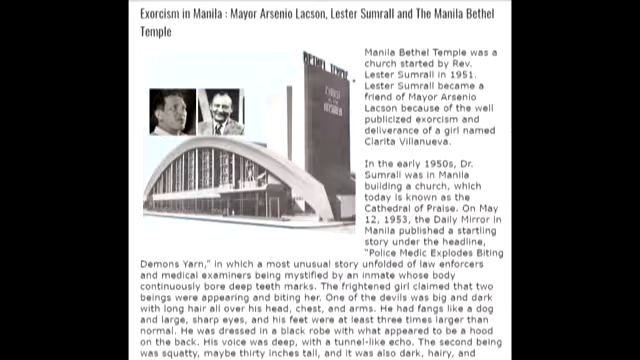 Exorcism in Manila : Mayor Arsenio Lacson, Lester Sumrall and The Manila Bethel
Temple
BETHEL TEMPLE
CHRIST
IS THE
ANSWER
Manila Bethel Temple was a
church started by Rev.
Lester Sumrall in 1951.
Lester Sumrall became a
friend of Mayor Arsenio
Lacson because of the well
publicized exorcism and
deliverance of a girl named
Clarita Villanueva.
In the early 1950s, Dr.
Sumrall was in Manila
building a church, which
today is known as the
Cathedral of Praise. On May
12, 1953, the Daily Mirror in
Manila published a startling
story under the headline,
"Police Medic Explodes Biting
Demons Yarn," in which a most unusual story unfolded of law enforcers
and medical examiners being mystified by an inmate whose body
continuously bore deep teeth marks. The frightened girl claimed that two
beings were appearing and biting her. One of the devils was big and dark
with long hair all over his head, chest, and arms. He had fangs like a dog
and large, sharp eyes, and his feet were at least three times larger than
normal. He was dressed in a black robe with what appeared to be a hood
on the back. His voice was deep, with a tunnel-like echo. The second being
was squatty, maybe thirty inches tall, and it was also dark, hairy, and